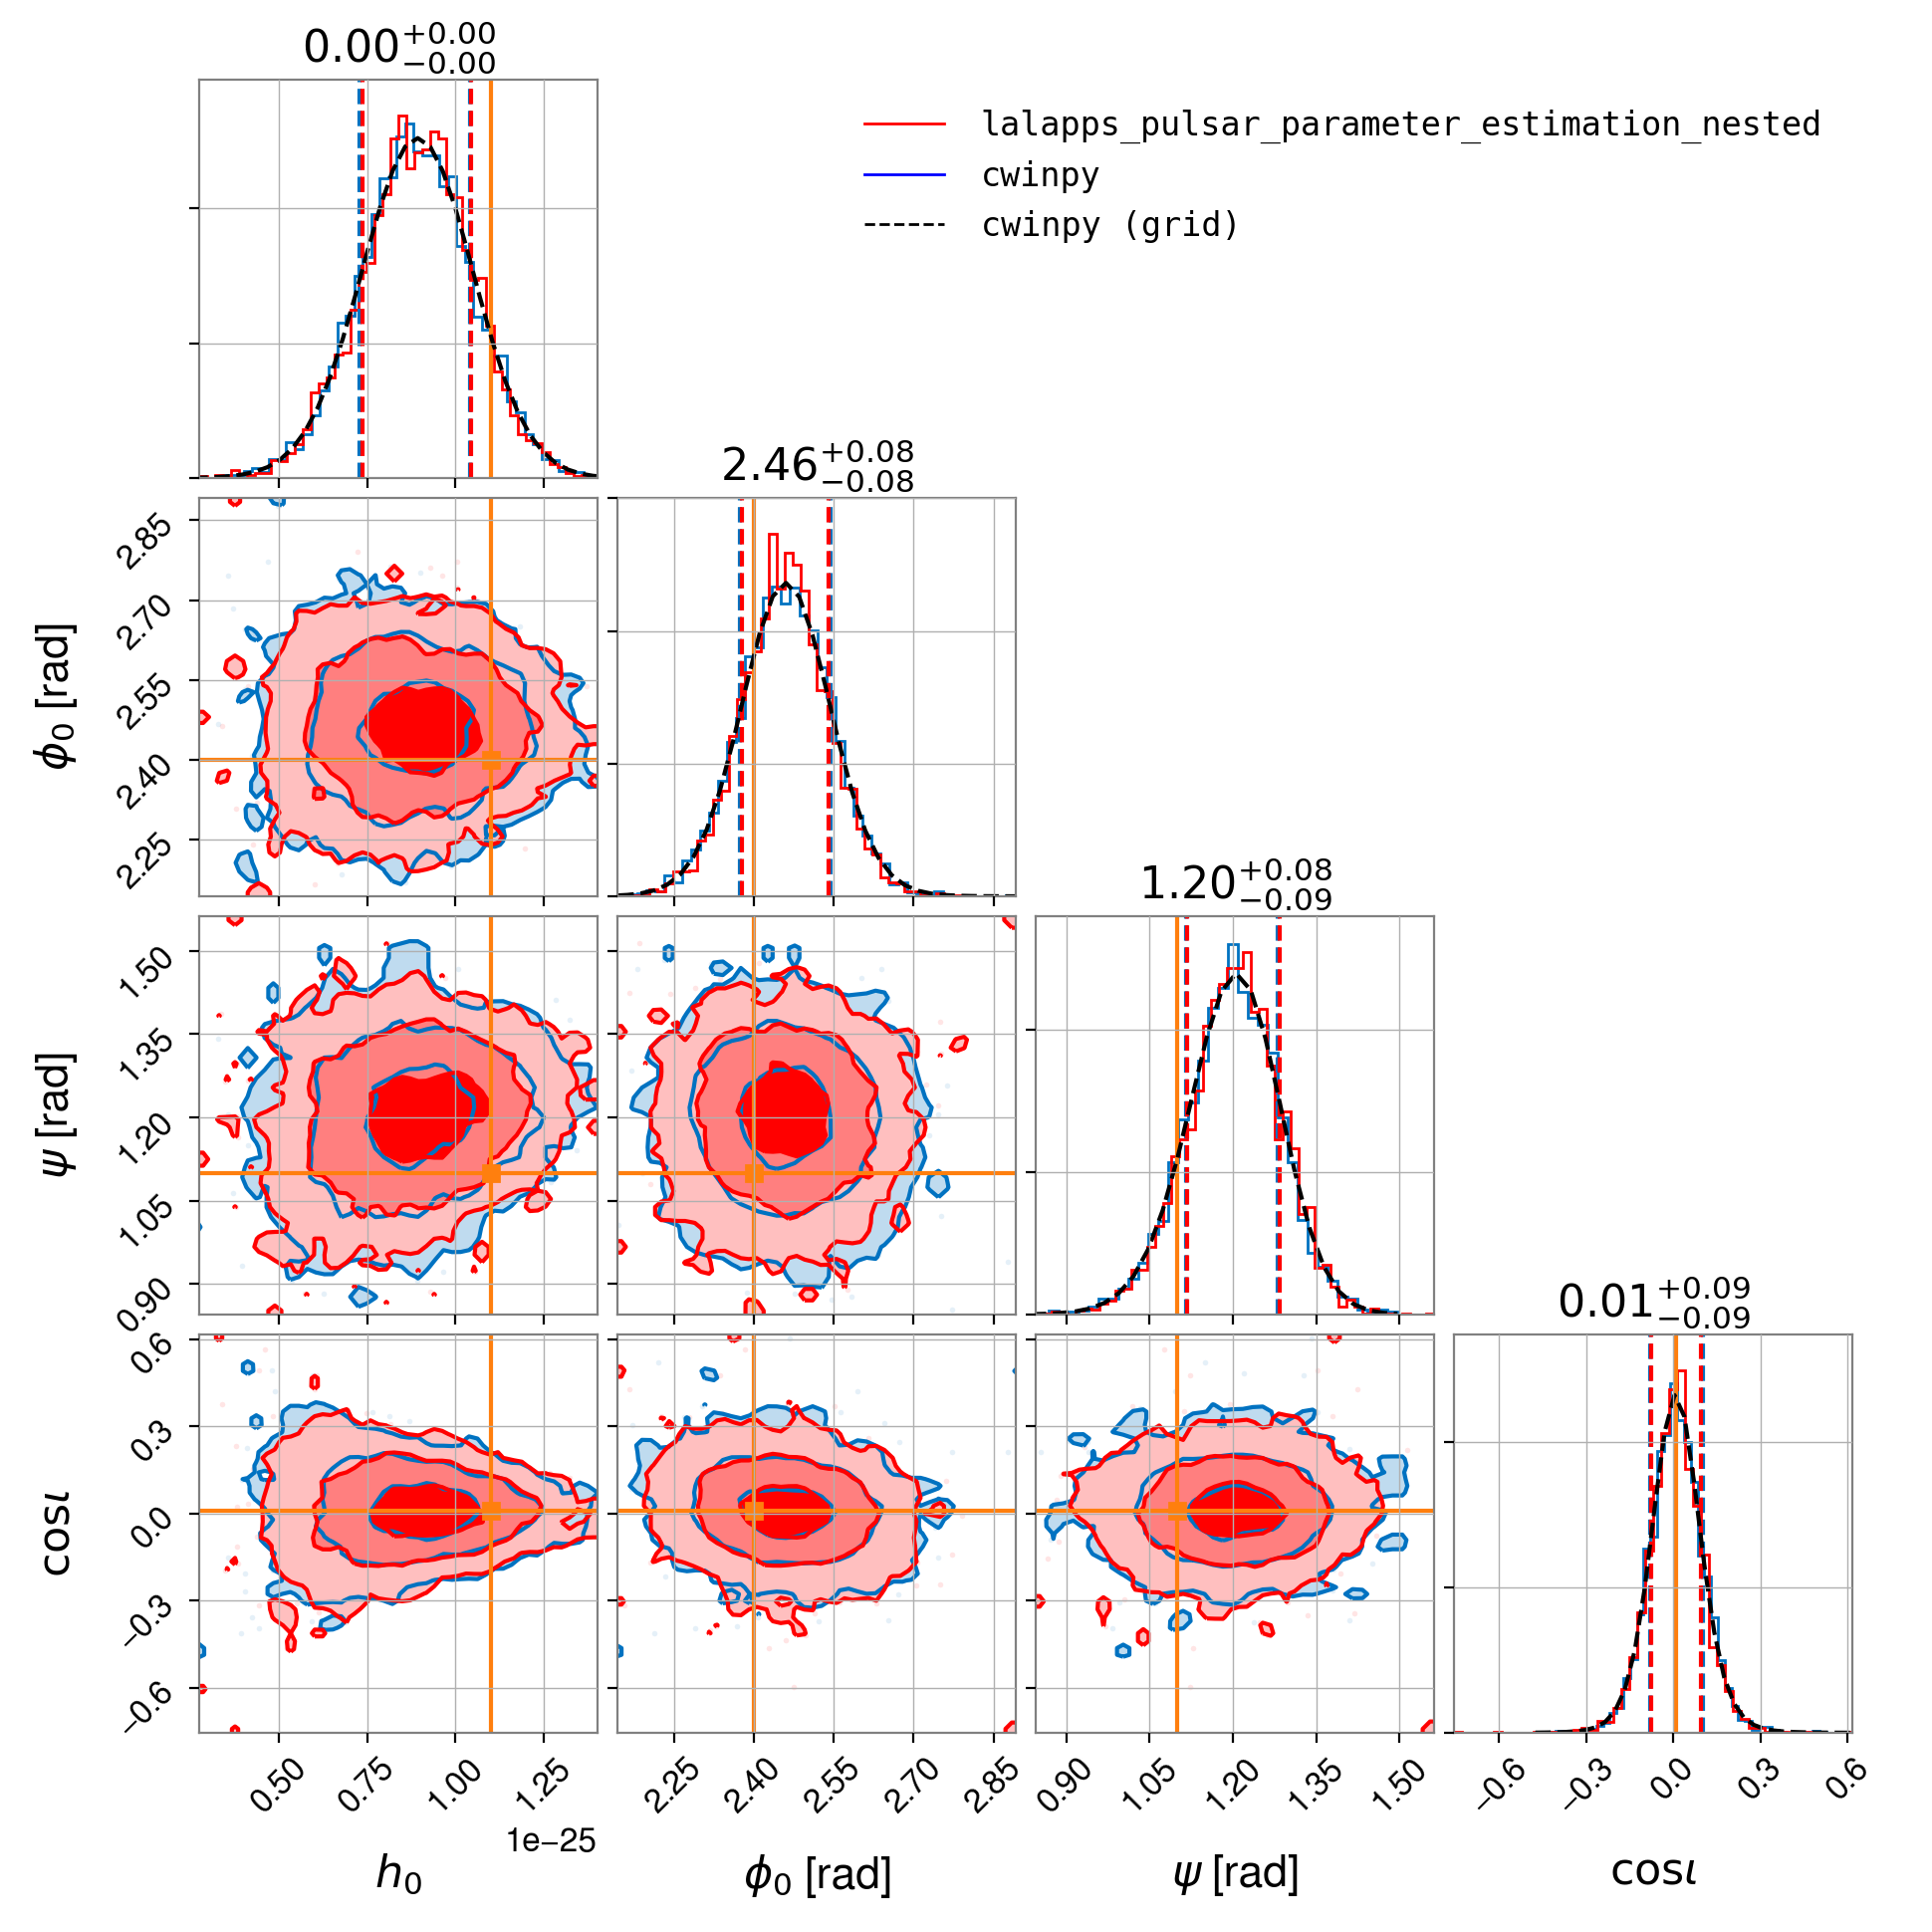 0.00+0.00−0.00
lalapps_pulsar_parameter_estimation_nested
cwinpy
cwinpy (grid)
2.46+0.08−0.08
2.85
2.70
2.55
2.40
2.25
ϕ0 [rad]
1.20+0.08−0.09
1.50
1.35
1.20
1.05
0.90
ψ [rad]
0.01+0.09−0.09
0.6
0.3
0.0
−0.3
−0.6
cosι
0.50 0.75 1.00 1.25
2.25 2.40 2.55 2.70 2.85
0.90 1.05 1.20 1.35 1.50
−0.6 −0.3 0.0 0.3 0.6
1e−25
h0 ϕ0 [rad] ψ [rad] cosι